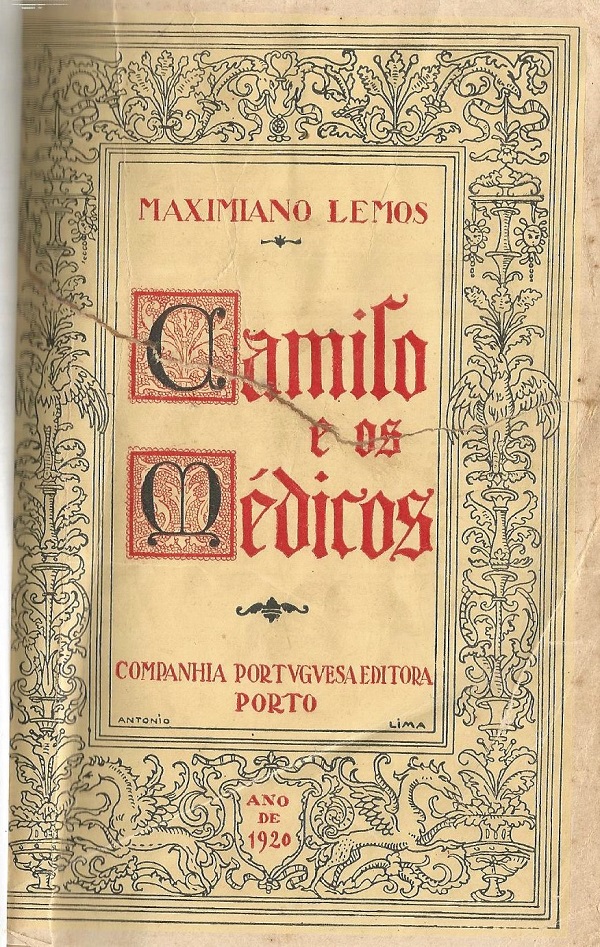 MAXIMIANO LEMOS
Camilo
e os
Médicos
COMPANHIA PORTVGVESA EDITORA
PORTO
ANTONIO LIMA
ANO
DE
1920